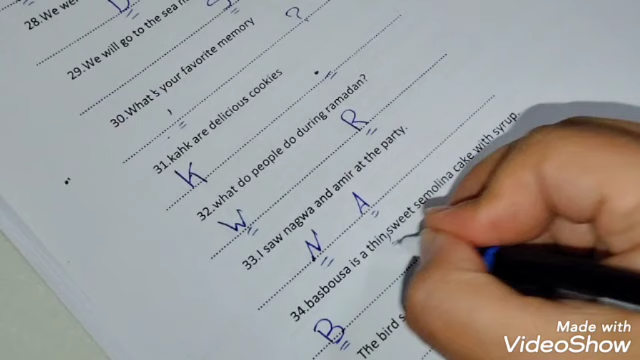 28.We
29.We will go to the sea
30.What's your favorite memory
?
,
31.kahk are delicious cookies
K
.
32.what do people do during ramadan?
W R
33.I saw nagwa and amir at the party.
N A
34.basbousa is a thin,sweet semolina cake with syrup.
B
The bird
Made with
VideoShow